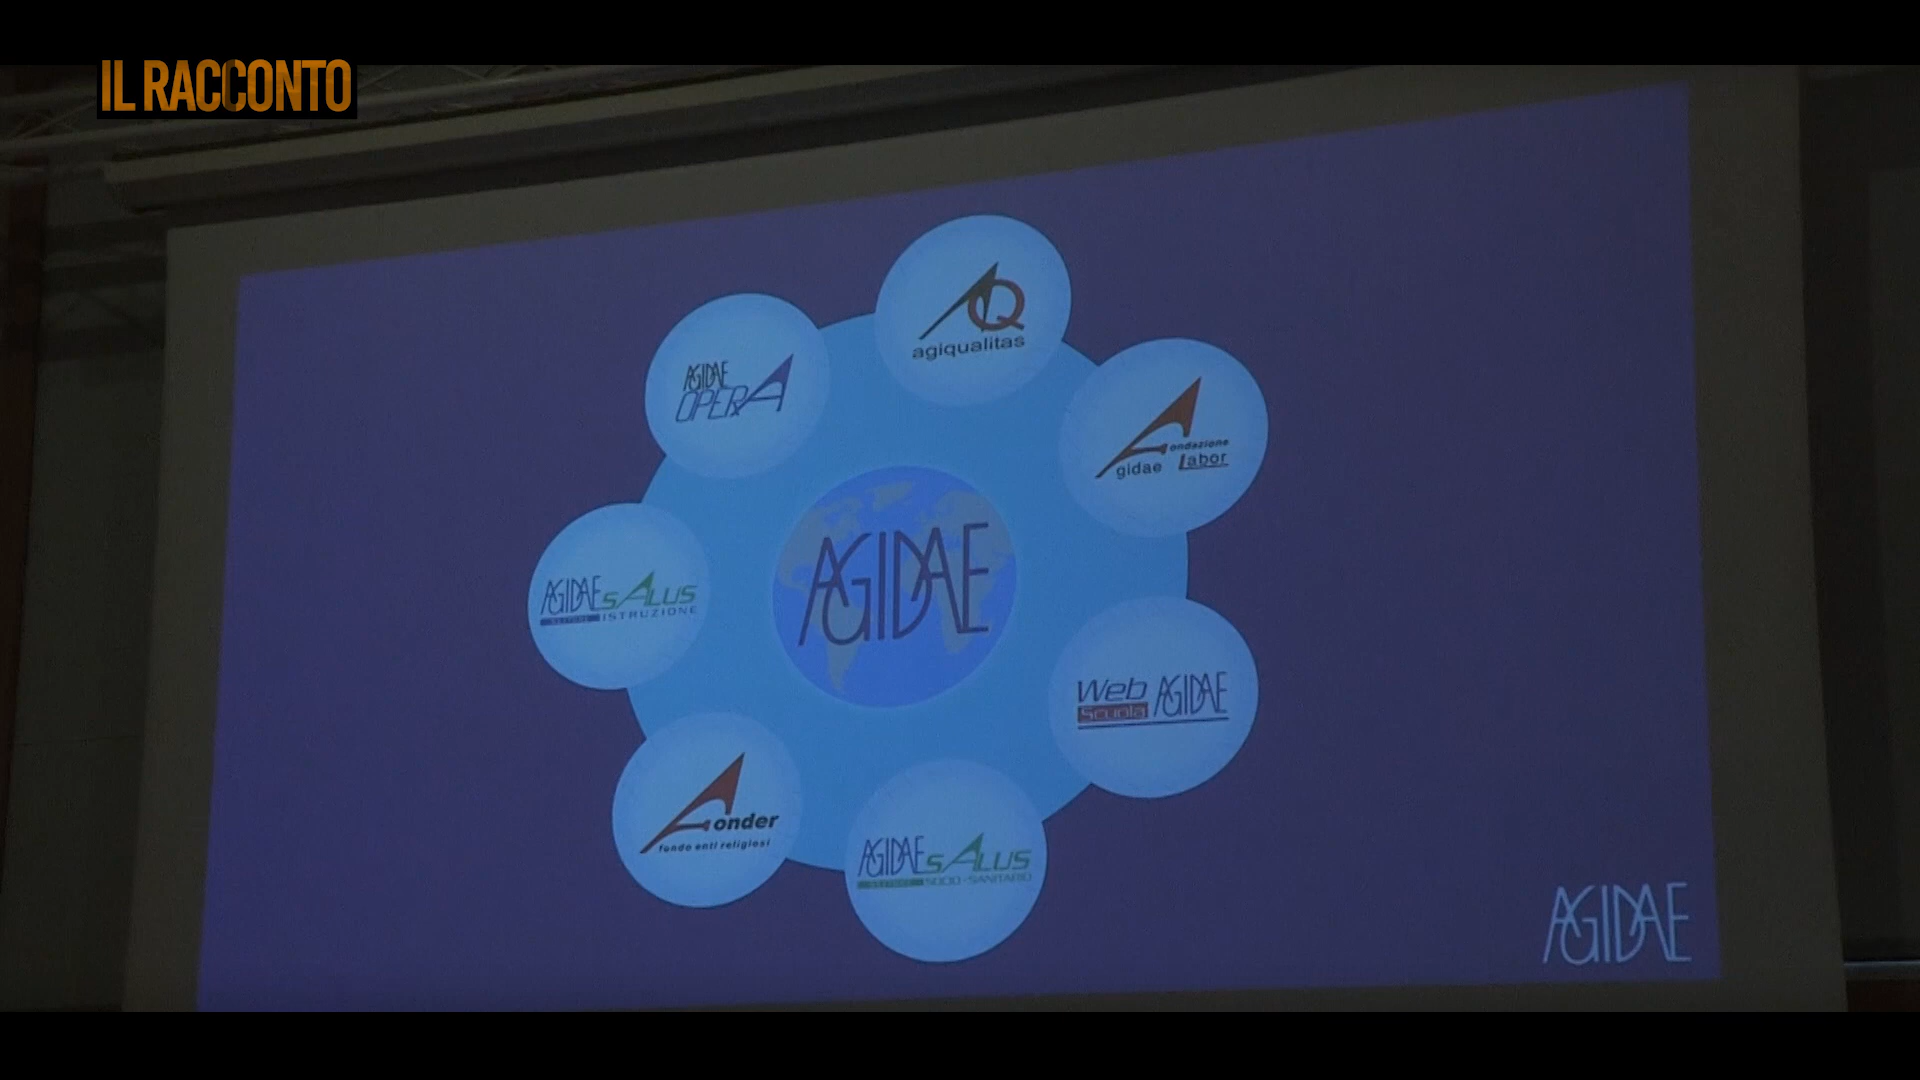 IL RACCONTO
AQ
agiqualitas
AGIDAE
OPERA
Fondazione
Agidae Labor
AGIDAE SALUS
ISTRUZIONE
AGIDAE
Web AGIDAE
Scuola
Fonder
fondo enti religiosi
AGIDAE SALUS
SOCIO-SANITARIO
AGIDAE